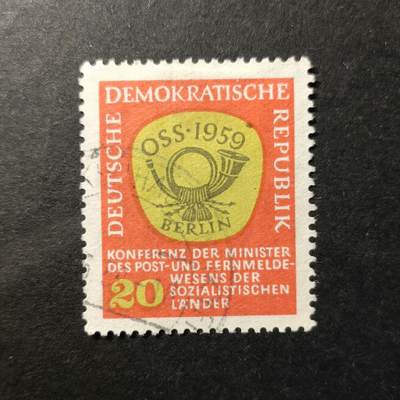 DEUTSCHE
DEMOKRATISCHE
REPUBLIK
OSS·1959
BERLIN
KONFERENZ DER MINISTER
DES POST- UND FERNMELDE-
WESENS DER
20 SOZIALISTISCHEN
LÄNDER